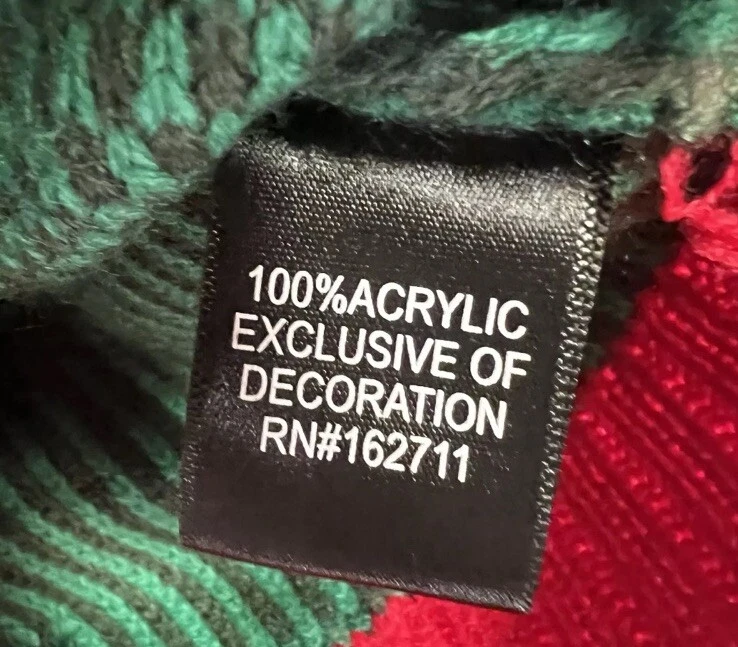 100%ACRYLIC
EXCLUSIVE OF
DECORATION
RN#162711